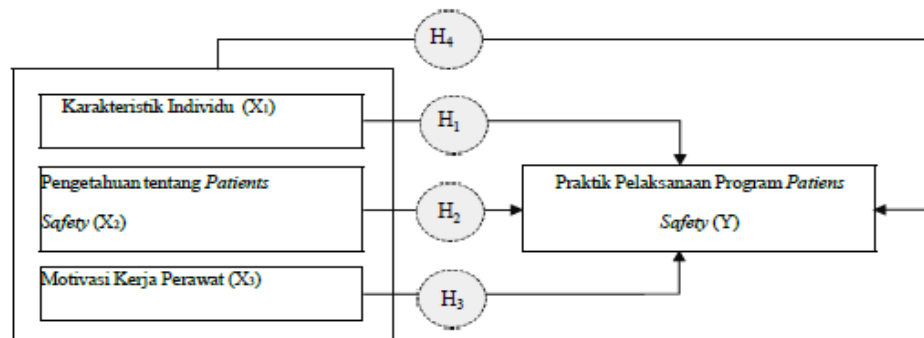 H4
Karakteristik Individu (X1)
H1
Pengetahuan tentang Patients
Safety (X2)
H2
Praktik Pelaksanaan Program Patiens
Safety (Y)
Motivasi Kerja Perawat (X3)
H3